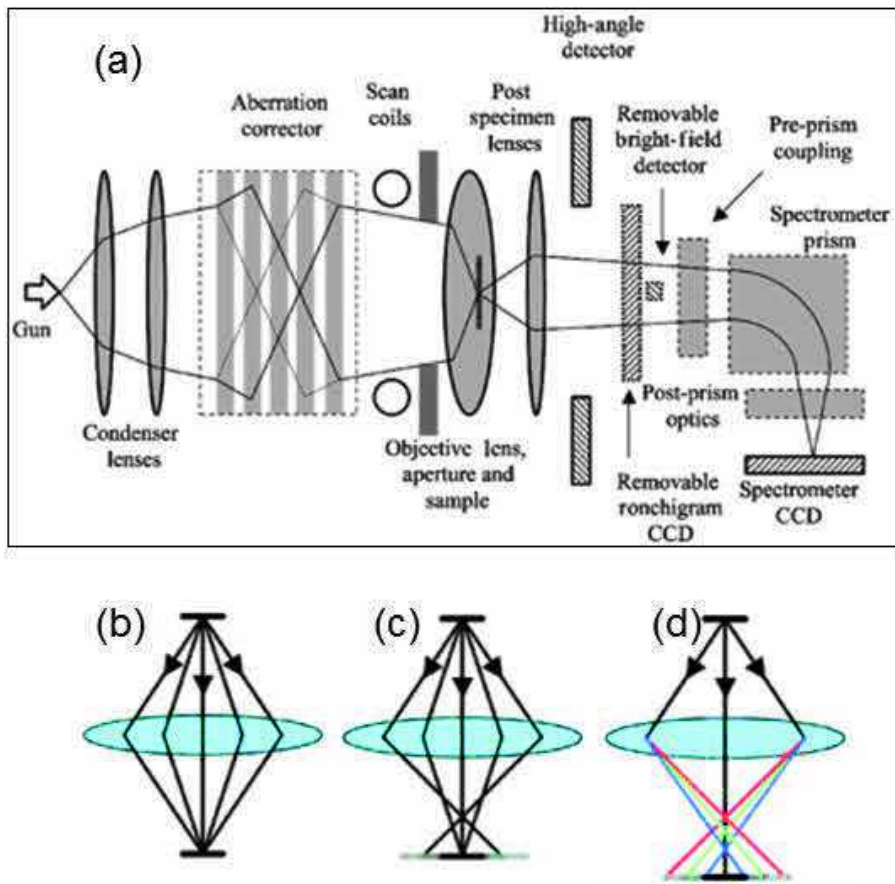 (a)
High-angle
detector
Aberration
corrector
Scan
coils
Post
specimen
lenses
Removable
bright-field
detector
Pre-prism
coupling
Spectrometer
prism
Gun
Condenser
lenses
Objective lens,
aperture and
sample
Post-prism
optics
Removable
ronchigram
CCD
Spectrometer
CCD
(b)
(c)
(d)